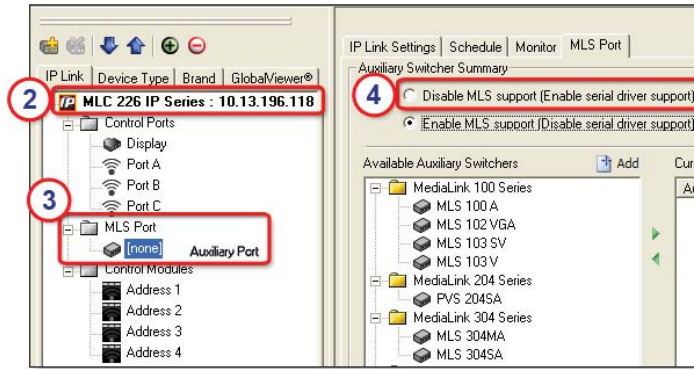 IP Link Device Type Brand GlobalViewer®
2
MLC 226 IP Series : 10.13.196.118
Control Ports
Display
Port A
Port B
Port C
3
MLS Port
[none] Auxiliary Port
Control Modules
Address 1
Address 2
Address 3
Address 4
IP Link Settings Schedule Monitor MLS Port
Auxiliary Switcher Summary
4
Disable MLS support (Enable serial driver support)
Enable MLS support (Disable serial driver support)
Available Auxiliary Switchers Add
MediaLink 100 Series
MLS 100 A
MLS 102 VGA
MLS 103 SV
MLS 103 V
MediaLink 204 Series
PVS 204SA
MediaLink 304 Series
MLS 304MA
MLS 304SA